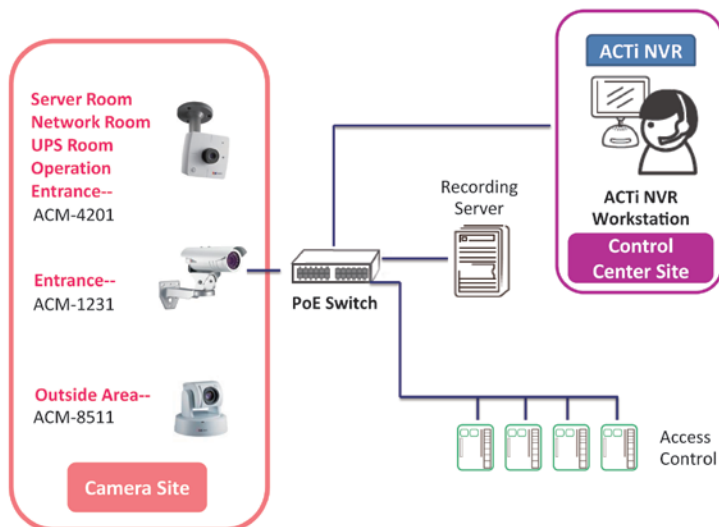 Server Room
Network Room
UPS Room
Operation
Entrance--
ACM-4201
Entrance--
ACM-1231
Outside Area--
ACM-8511
Camera Site
PoE Switch
Recording
Server
ACTi NVR
ACTi NVR
Workstation
Control
Center Site
Access
Control